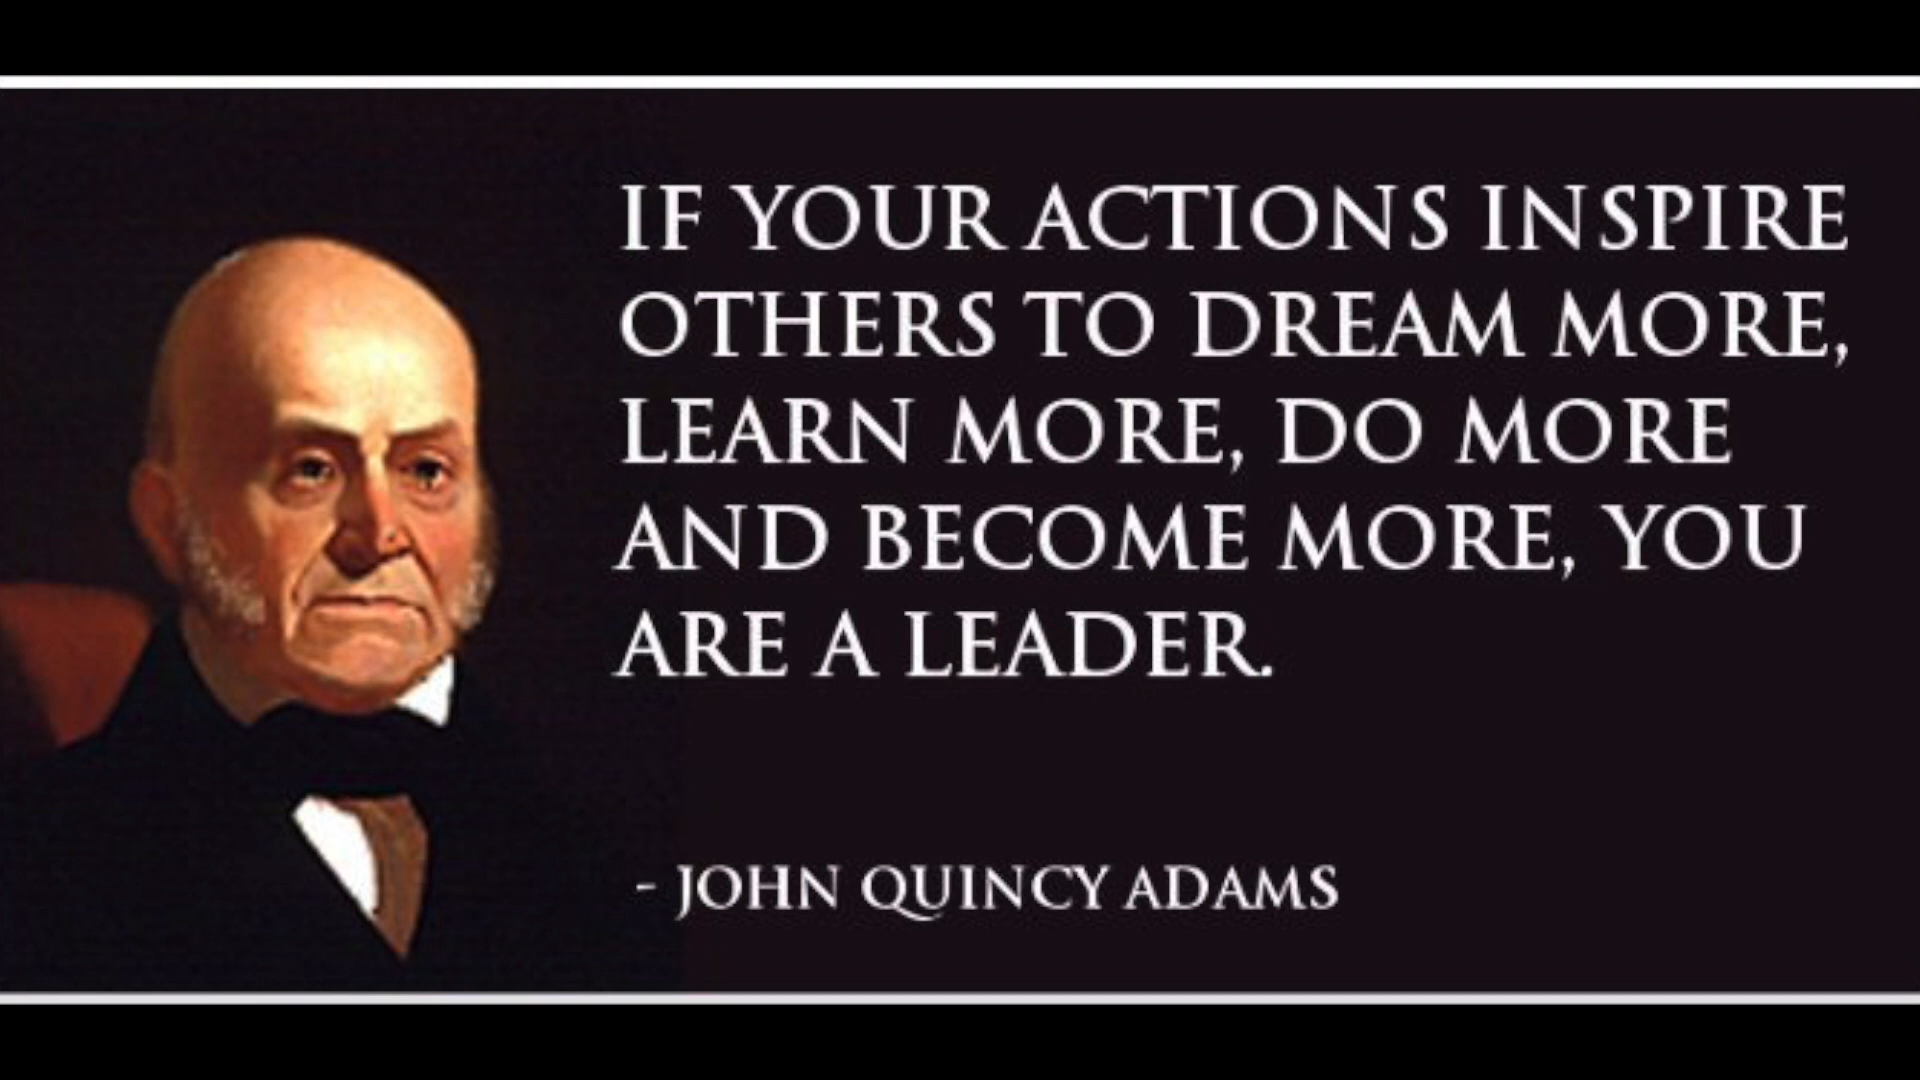 IF YOUR ACTIONS INSPIRE
OTHERS TO DREAM MORE,
LEARN MORE, DO MORE
AND BECOME MORE, YOU
ARE A LEADER.
- JOHN QUINCY ADAMS